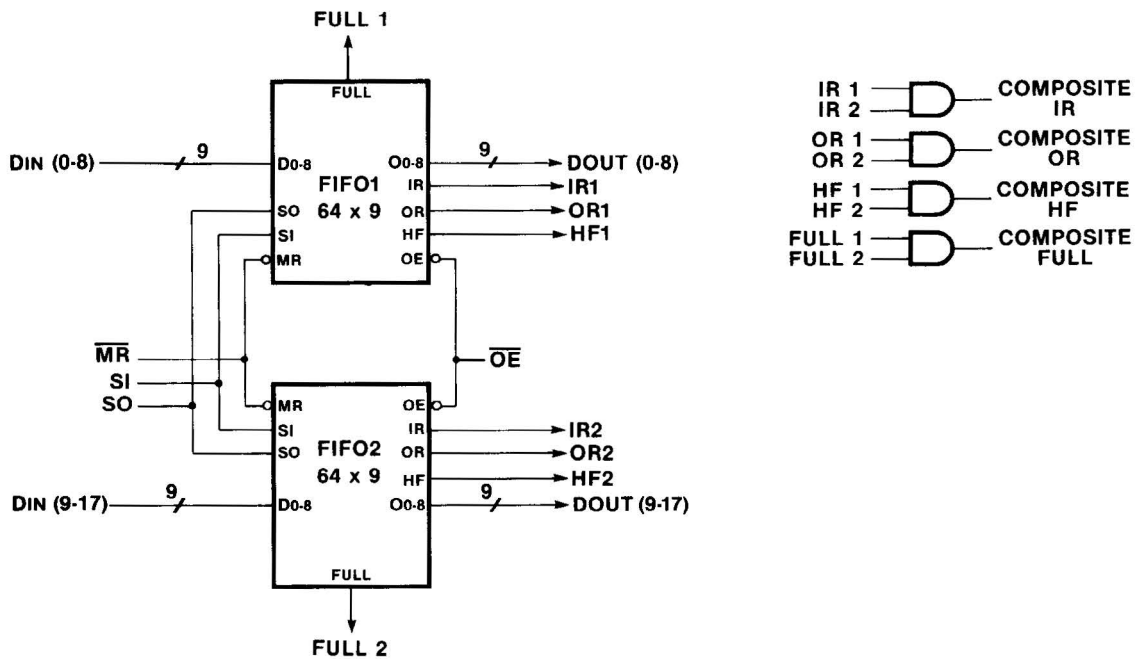 FULL 1
FULL
DIN (0-8)
9
D0-8
FIFO1
64 x 9
SO
SI
MR
O0-8
IR
OR
HF
OE
9
DOUT (0-8)
IR1
OR1
HF1
MR
SI
SO
OE
MR
SI
SO
FIFO2
64 x 9
OE
IR
OR
HF
O0-8
IR2
OR2
HF2
DIN (9-17)
9
D0-8
9
DOUT (9-17)
FULL
FULL 2
IR 1
IR 2
COMPOSITE
IR
OR 1
OR 2
COMPOSITE
OR
HF 1
HF 2
COMPOSITE
HF
FULL 1
FULL 2
COMPOSITE
FULL